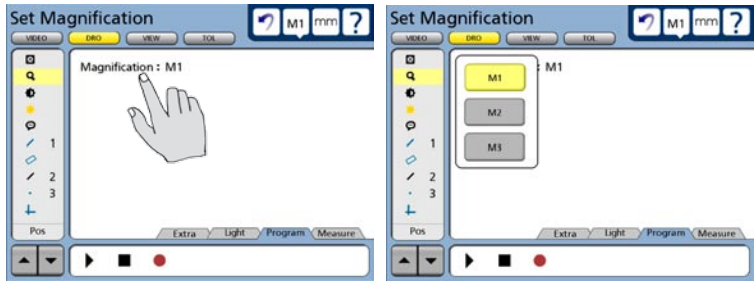 Set Magnification
M1 mm ?
VIDEO DRO VIEW TOL
Magnification : M1
1
2
3
Pos
Extra Light Program Measure
Set Magnification
M1 mm ?
VIDEO DRO VIEW TOL
M1 : M1
M2
M3
1
2
3
Pos
Extra Light Program Measure